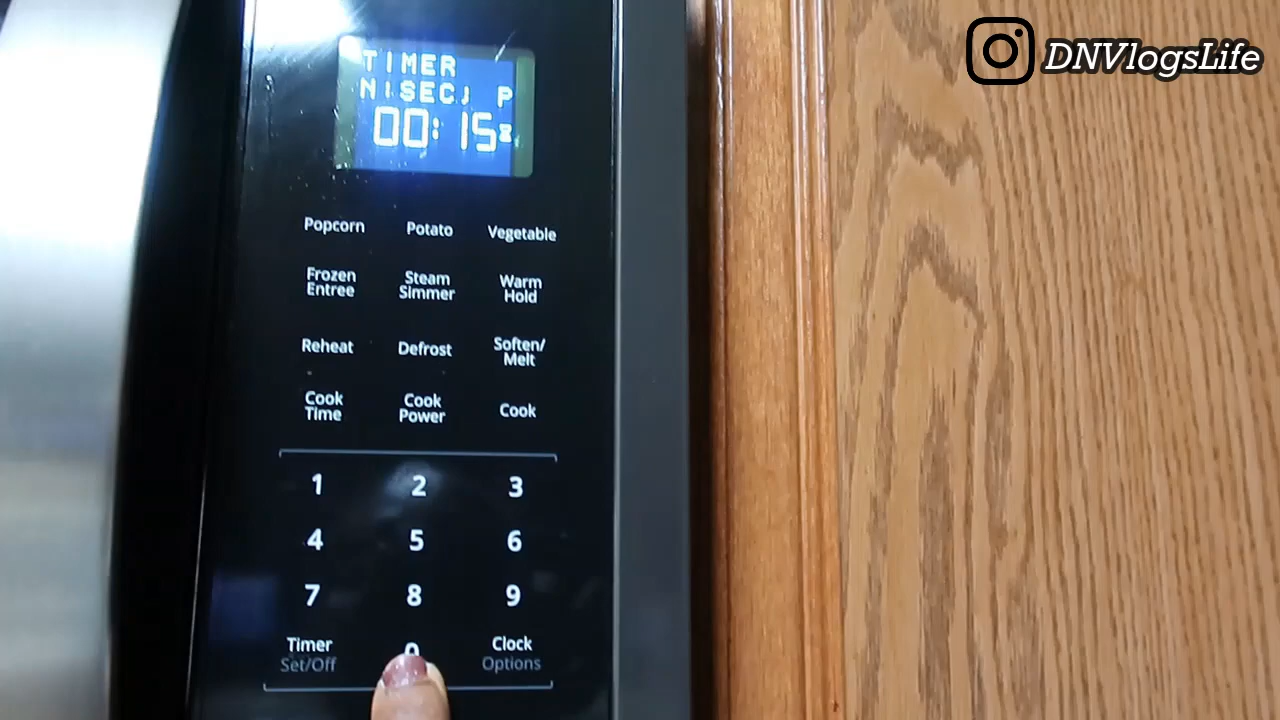 DNVlogsLife
TIMER
N:SEC; P
00:15
Popcorn Potato Vegetable
Frozen Entree Steam Simmer Warm Hold
Reheat Defrost Soften/ Melt
Cook Time Cook Power Cook
1 2 3
4 5 6
7 8 9
Timer 0 Clock
Set/Off Options